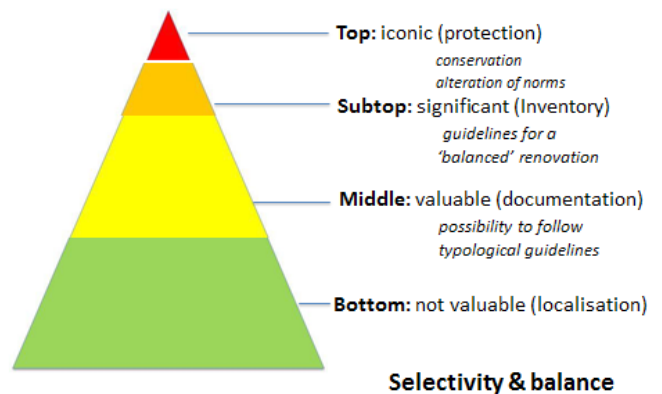 Top: iconic (protection)
conservation
alteration of norms
Subtop: significant (Inventory)
guidelines for a
‘balanced’ renovation
Middle: valuable (documentation)
possibility to follow
typological guidelines
Bottom: not valuable (localisation)
Selectivity & balance